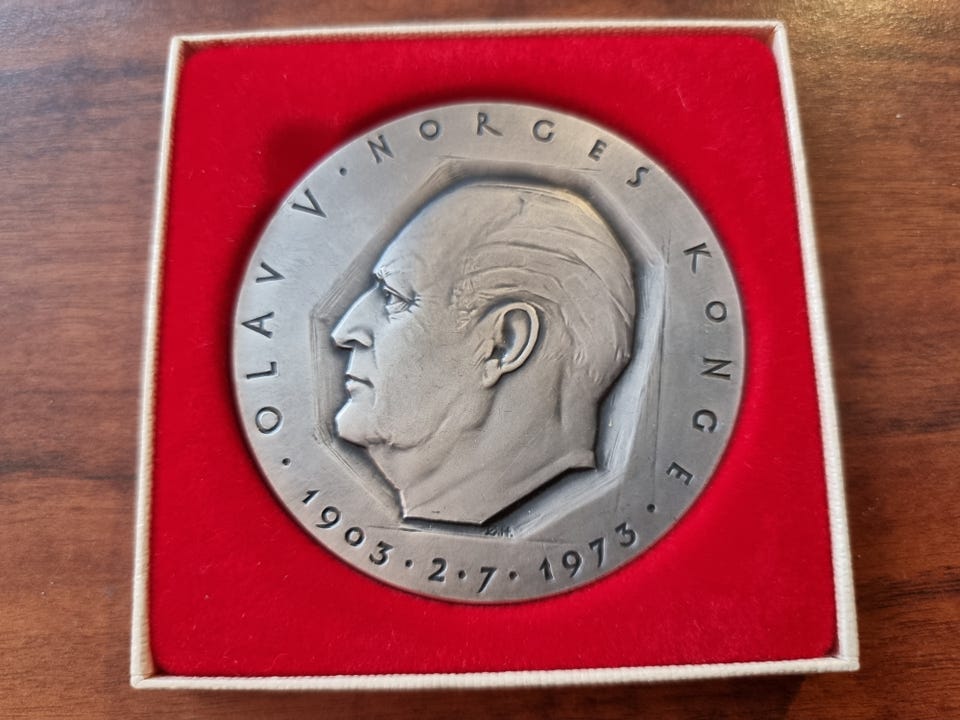 OLAV V · NORGES KONGE
· 1903 · 2 · 7 · 1973 ·